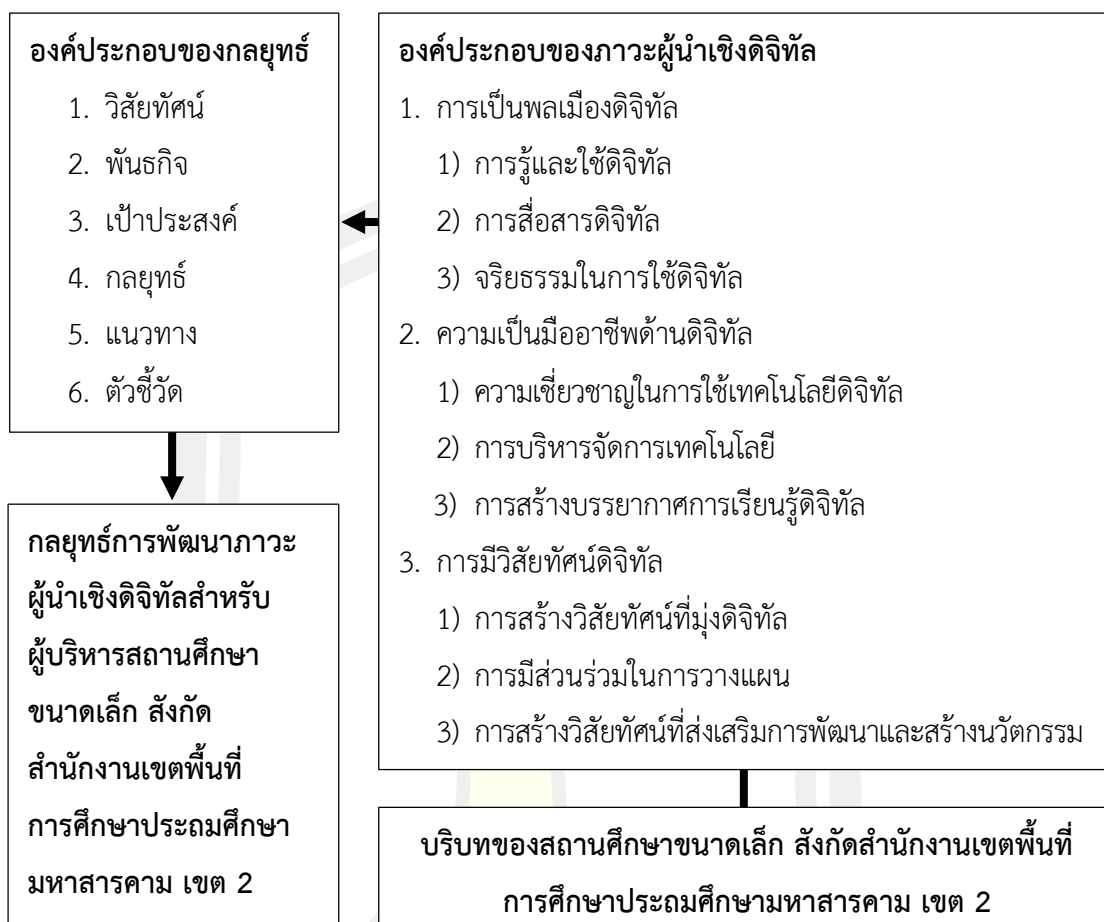 องค์ประกอบของกลยุทธ์
1. วิสัยทัศน์
2. พันธกิจ
3. เป้าประสงค์
4. กลยุทธ์
5. แนวทาง
6. ตัวชี้วัด
องค์ประกอบของภาวะผู้นำเชิงดิจิทัล
1. การเป็นพลเมืองดิจิทัล
1) การรู้และใช้ดิจิทัล
2) การสื่อสารดิจิทัล
3) จริยธรรมในการใช้ดิจิทัล
2. ความเป็นมืออาชีพด้านดิจิทัล
1) ความเชี่ยวชาญในการใช้เทคโนโลยีดิจิทัล
2) การบริหารจัดการเทคโนโลยี
3) การสร้างบรรยากาศการเรียนรู้ดิจิทัล
3. การมีวิสัยทัศน์ดิจิทัล
1) การสร้างวิสัยทัศน์ที่มุ่งดิจิทัล
2) การมีส่วนร่วมในการวางแผน
3) การสร้างวิสัยทัศน์ที่ส่งเสริมการพัฒนาและสร้างนวัตกรรม
กลยุทธ์การพัฒนาภาวะ
ผู้นำเชิงดิจิทัลสำหรับ
ผู้บริหารสถานศึกษา
ขนาดเล็ก สังกัด
สำนักงานเขตพื้นที่
การศึกษาประถมศึกษา
มหาสารคาม เขต 2
บริบทของสถานศึกษาขนาดเล็ก สังกัดสำนักงานเขตพื้นที่
การศึกษาประถมศึกษามหาสารคาม เขต 2